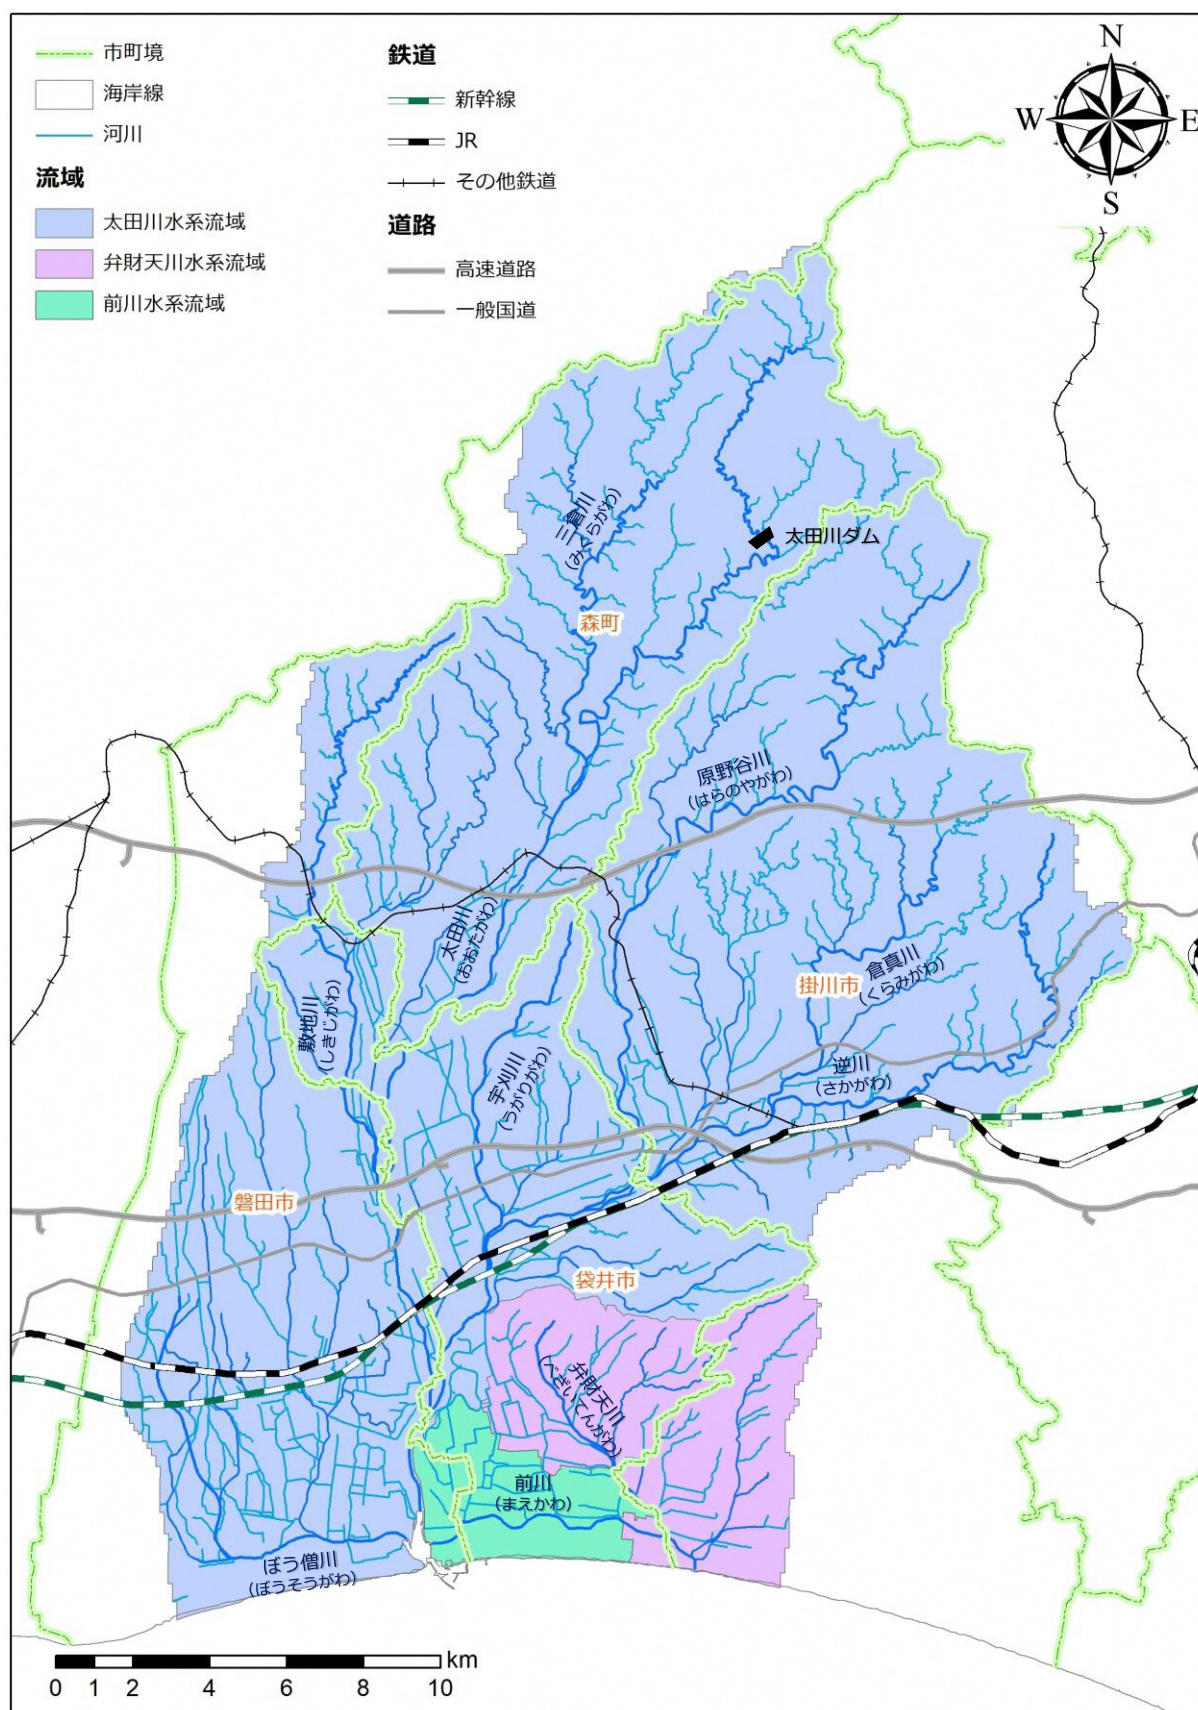 市町境
海岸線
河川
流域
太田川水系流域
弁財天川水系流域
前川水系流域
鉄道
新幹線
JR
その他鉄道
道路
高速道路
一般国道
N
W
E
S
三倉川
(みくらがわ)
太田川ダム
森町
原野谷川
(はらのやがわ)
太田川
(おおたがわ)
倉真川
(くらみがわ)
掛川市
敷地川
(しきじがわ)
宇刈川
(うがりがわ)
逆川
(さかがわ)
磐田市
袋井市
弁財天川
(べざいてんがわ)
前川
(まえかわ)
ぼう僧川
(ぼうそうがわ)
km
0 1 2 4 6 8 10